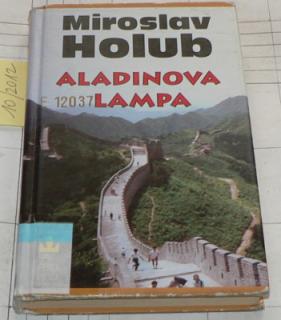 Miroslav
Holub
ALADINOVA
LAMPA
E 12037
10/2012